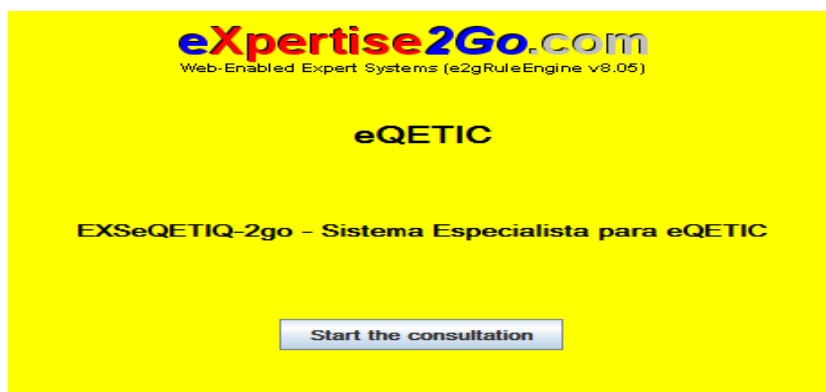 eXpertise2Go.com
Web-Enabled Expert Systems (e2gRuleEngine v8.05)
eQETIC
EXSeQETIQ-2go - Sistema Especialista para eQETIC
Start the consultation